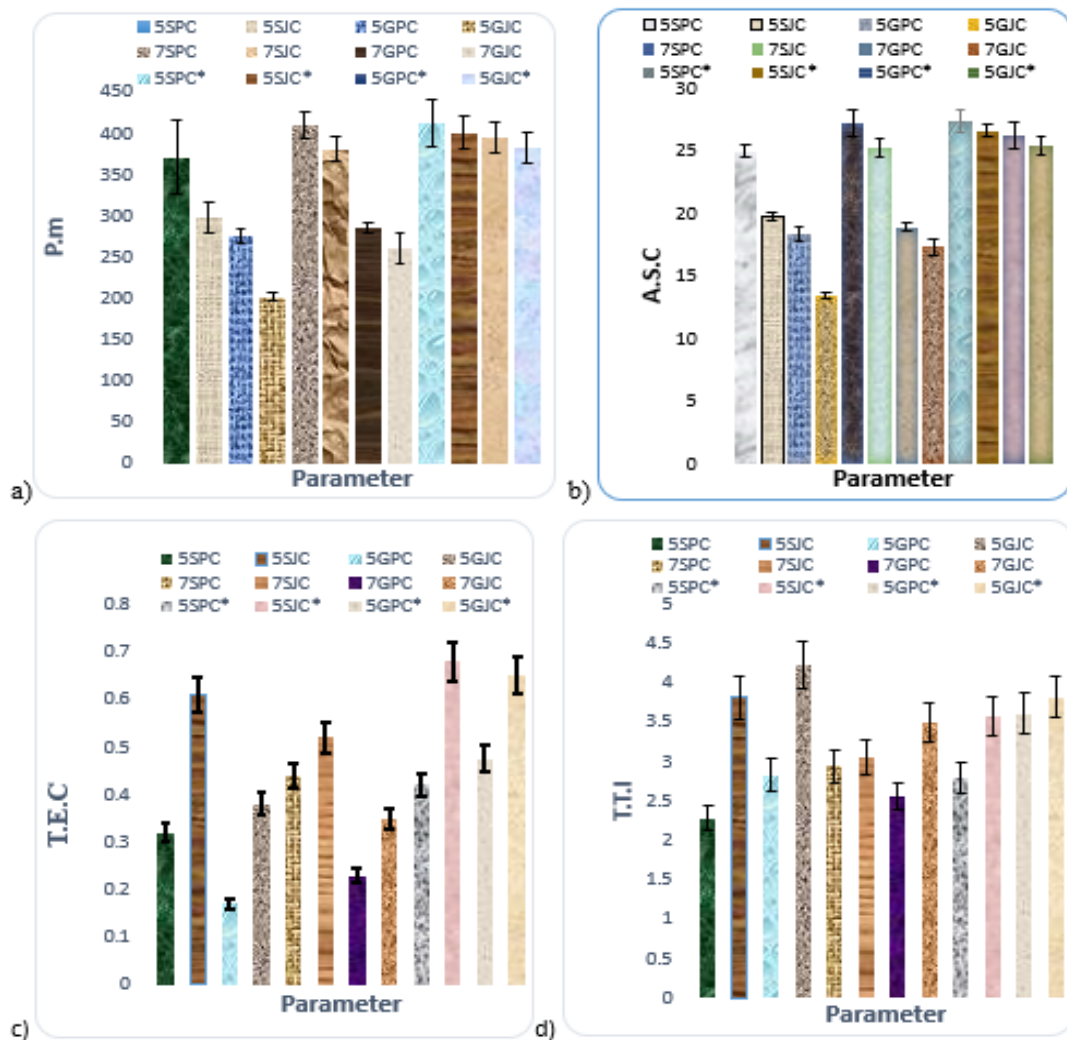 5SPC 5SJC 5GPC 5GJC
7SPC 7SJC 7GPC 7GJC
5SPC* 5SJC* 5GPC* 5GJC*
450
400
350
300
250
200
150
100
50
0
P.m
Parameter
a)
5SPC 5SJC 5GPC 5GJC
7SPC 7SJC 7GPC 7GJC
5SPC* 5SJC* 5GPC* 5GJC*
30
25
20
15
10
5
0
A.S.C
Parameter
b)
5SPC 5SJC 5GPC 5GJC
7SPC 7SJC 7GPC 7GJC
5SPC* 5SJC* 5GPC* 5GJC*
0.8
0.7
0.6
0.5
0.4
0.3
0.2
0.1
0
T.E.C
Parameter
c)
5SPC 5SJC 5GPC 5GJC
7SPC 7SJC 7GPC 7GJC
5SPC* 5SJC* 5GPC* 5GJC*
5
4.5
4
3.5
3
2.5
2
1.5
1
0.5
0
T.T.I
Parameter
d)